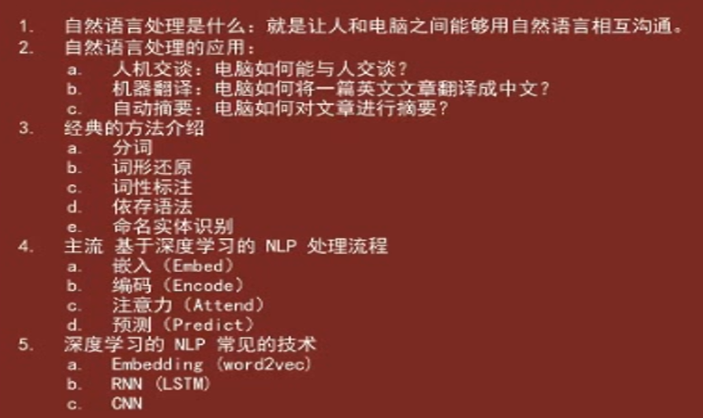 1. 自然语言处理是什么：就是让人和电脑之间能够用自然语言相互沟通。
2. 自然语言处理的应用：
a. 人机交谈：电脑如何能与人交谈？
b. 机器翻译：电脑如何将一篇英文文章翻译成中文？
c. 自动摘要：电脑如何对文章进行摘要？
3. 经典的方法介绍
a. 分词
b. 词形还原
c. 词性标注
d. 依存语法
e. 命名实体识别
4. 主流 基于深度学习的 NLP 处理流程
a. 嵌入（Embed）
b. 编码（Encode）
c. 注意力（Attend）
d. 预测（Predict）
5. 深度学习的 NLP 常见的技术
a. Embedding (word2vec)
b. RNN (LSTM)
c. CNN